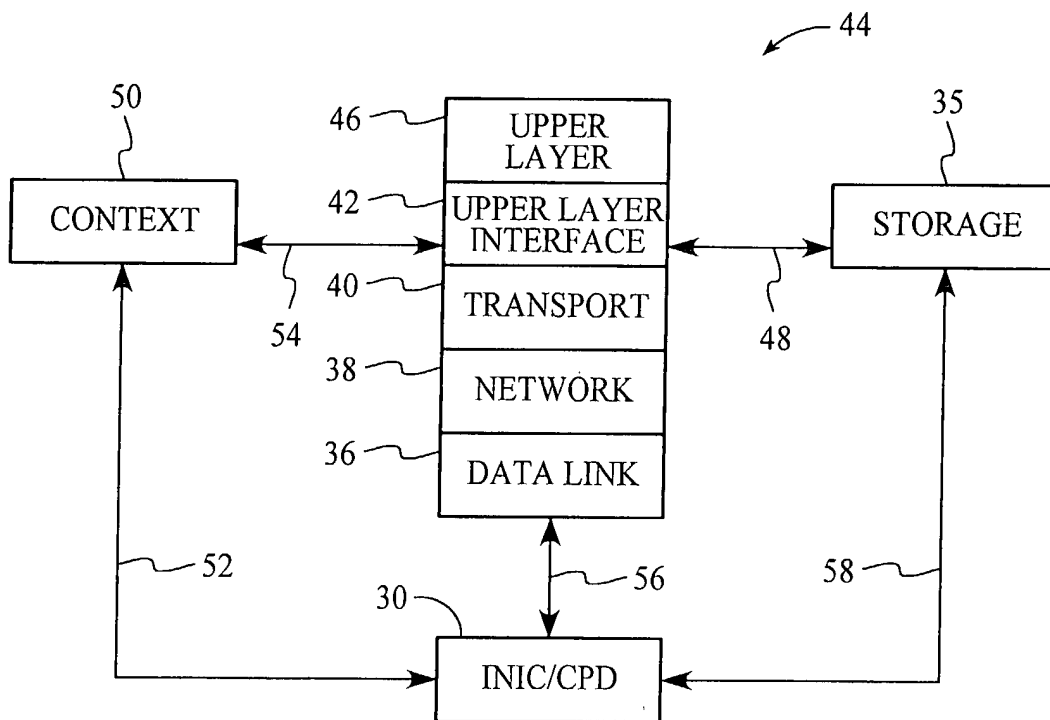 44
50
46
35
UPPER
LAYER
CONTEXT
42
UPPER LAYER
INTERFACE
STORAGE
40
TRANSPORT
54
48
38
NETWORK
36
DATA LINK
52
56
58
30
INIC/CPD